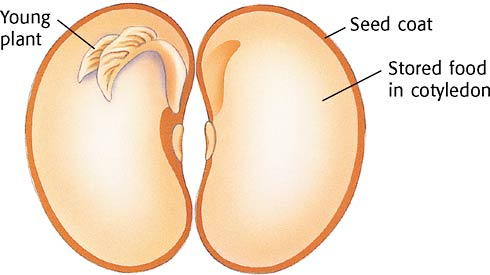 Young
plant
Seed coat
Stored food
in cotyledon